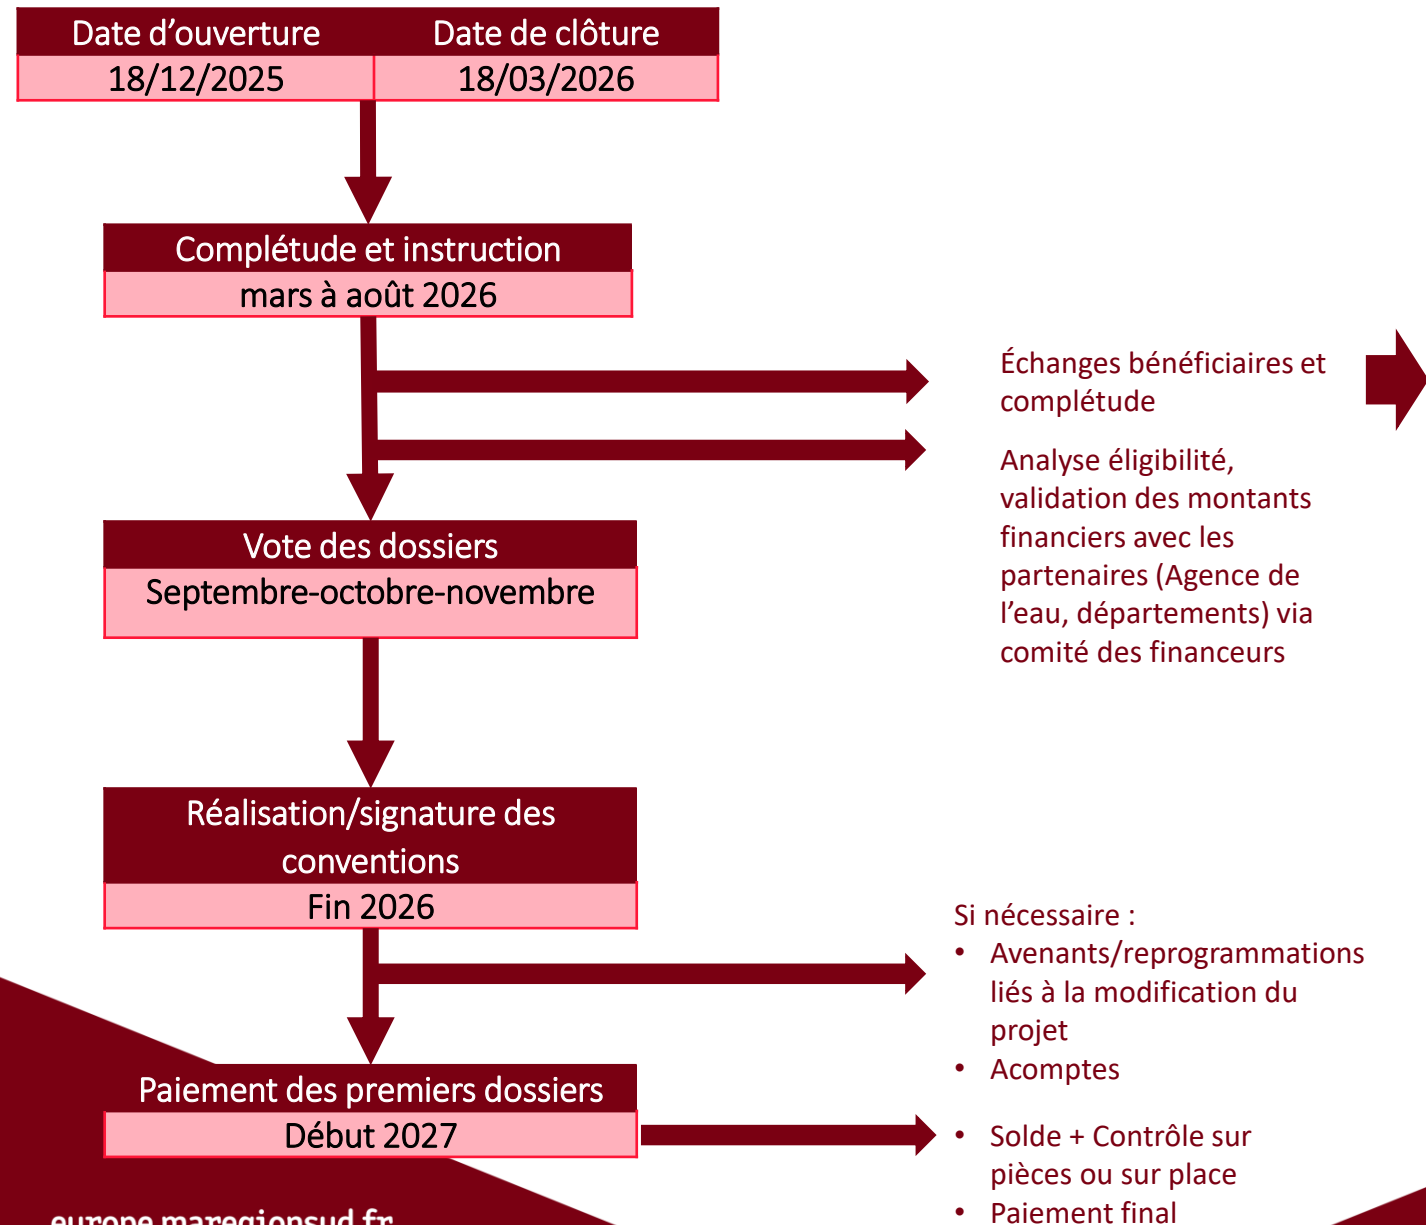 Date d’ouverture Date de clôture
18/12/2025 18/03/2026
Complétude et instruction
mars à août 2026
Échanges bénéficiaires et
complétude
Analyse éligibilité,
validation des montants
financiers avec les
partenaires (Agence de
l’eau, départements) via
comité des financeurs
Vote des dossiers
Septembre-octobre-novembre
Réalisation/signature des
conventions
Fin 2026
Si nécessaire :
• Avenants/reprogrammations
liés à la modification du
projet
• Acomptes
Paiement des premiers dossiers
Début 2027
• Solde + Contrôle sur
pièces ou sur place
• Paiement final
europe.maregionsud.fr